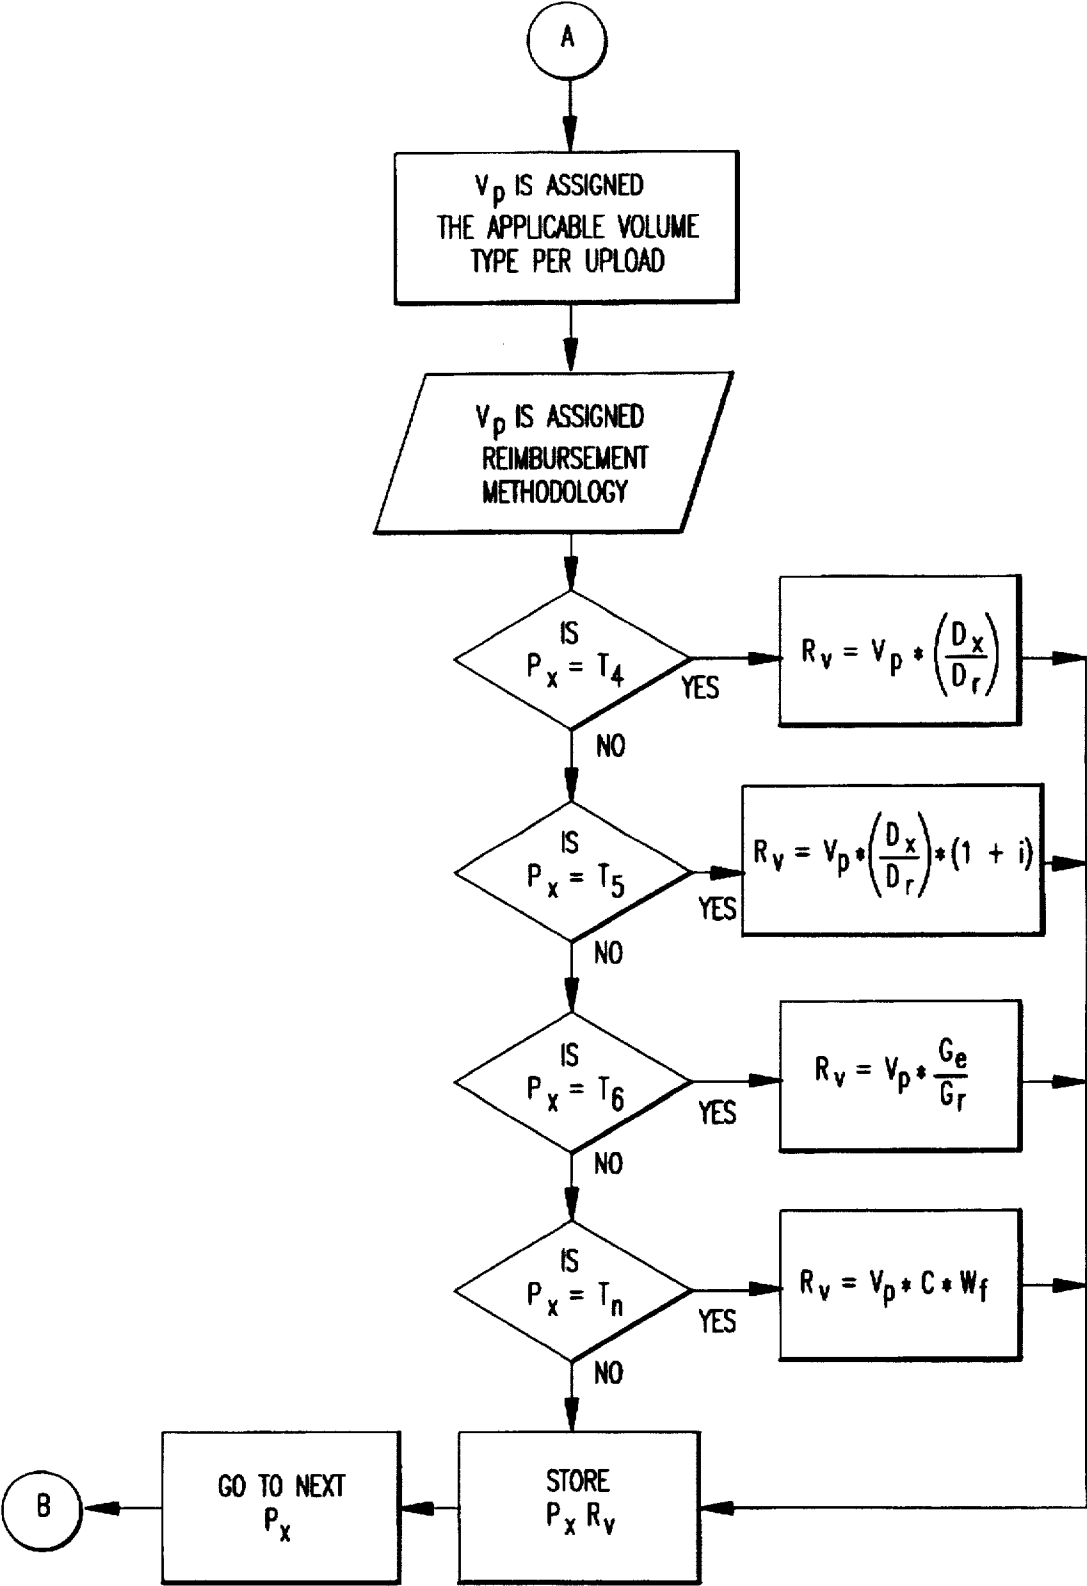 A
Vp IS ASSIGNED
THE APPLICABLE VOLUME
TYPE PER UPLOAD
Vp IS ASSIGNED
REIMBURSEMENT
METHODOLOGY
IS
Px = T4
YES
NO
Rv = Vp * (Dx/Dr)
IS
Px = T5
YES
NO
Rv = Vp * (Dx/Dr) * (1 + i)
IS
Px = T6
YES
NO
Rv = Vp * Ge/Gr
IS
Px = Tn
YES
NO
Rv = Vp * C * Wf
STORE
Px Rv
GO TO NEXT
Px
B